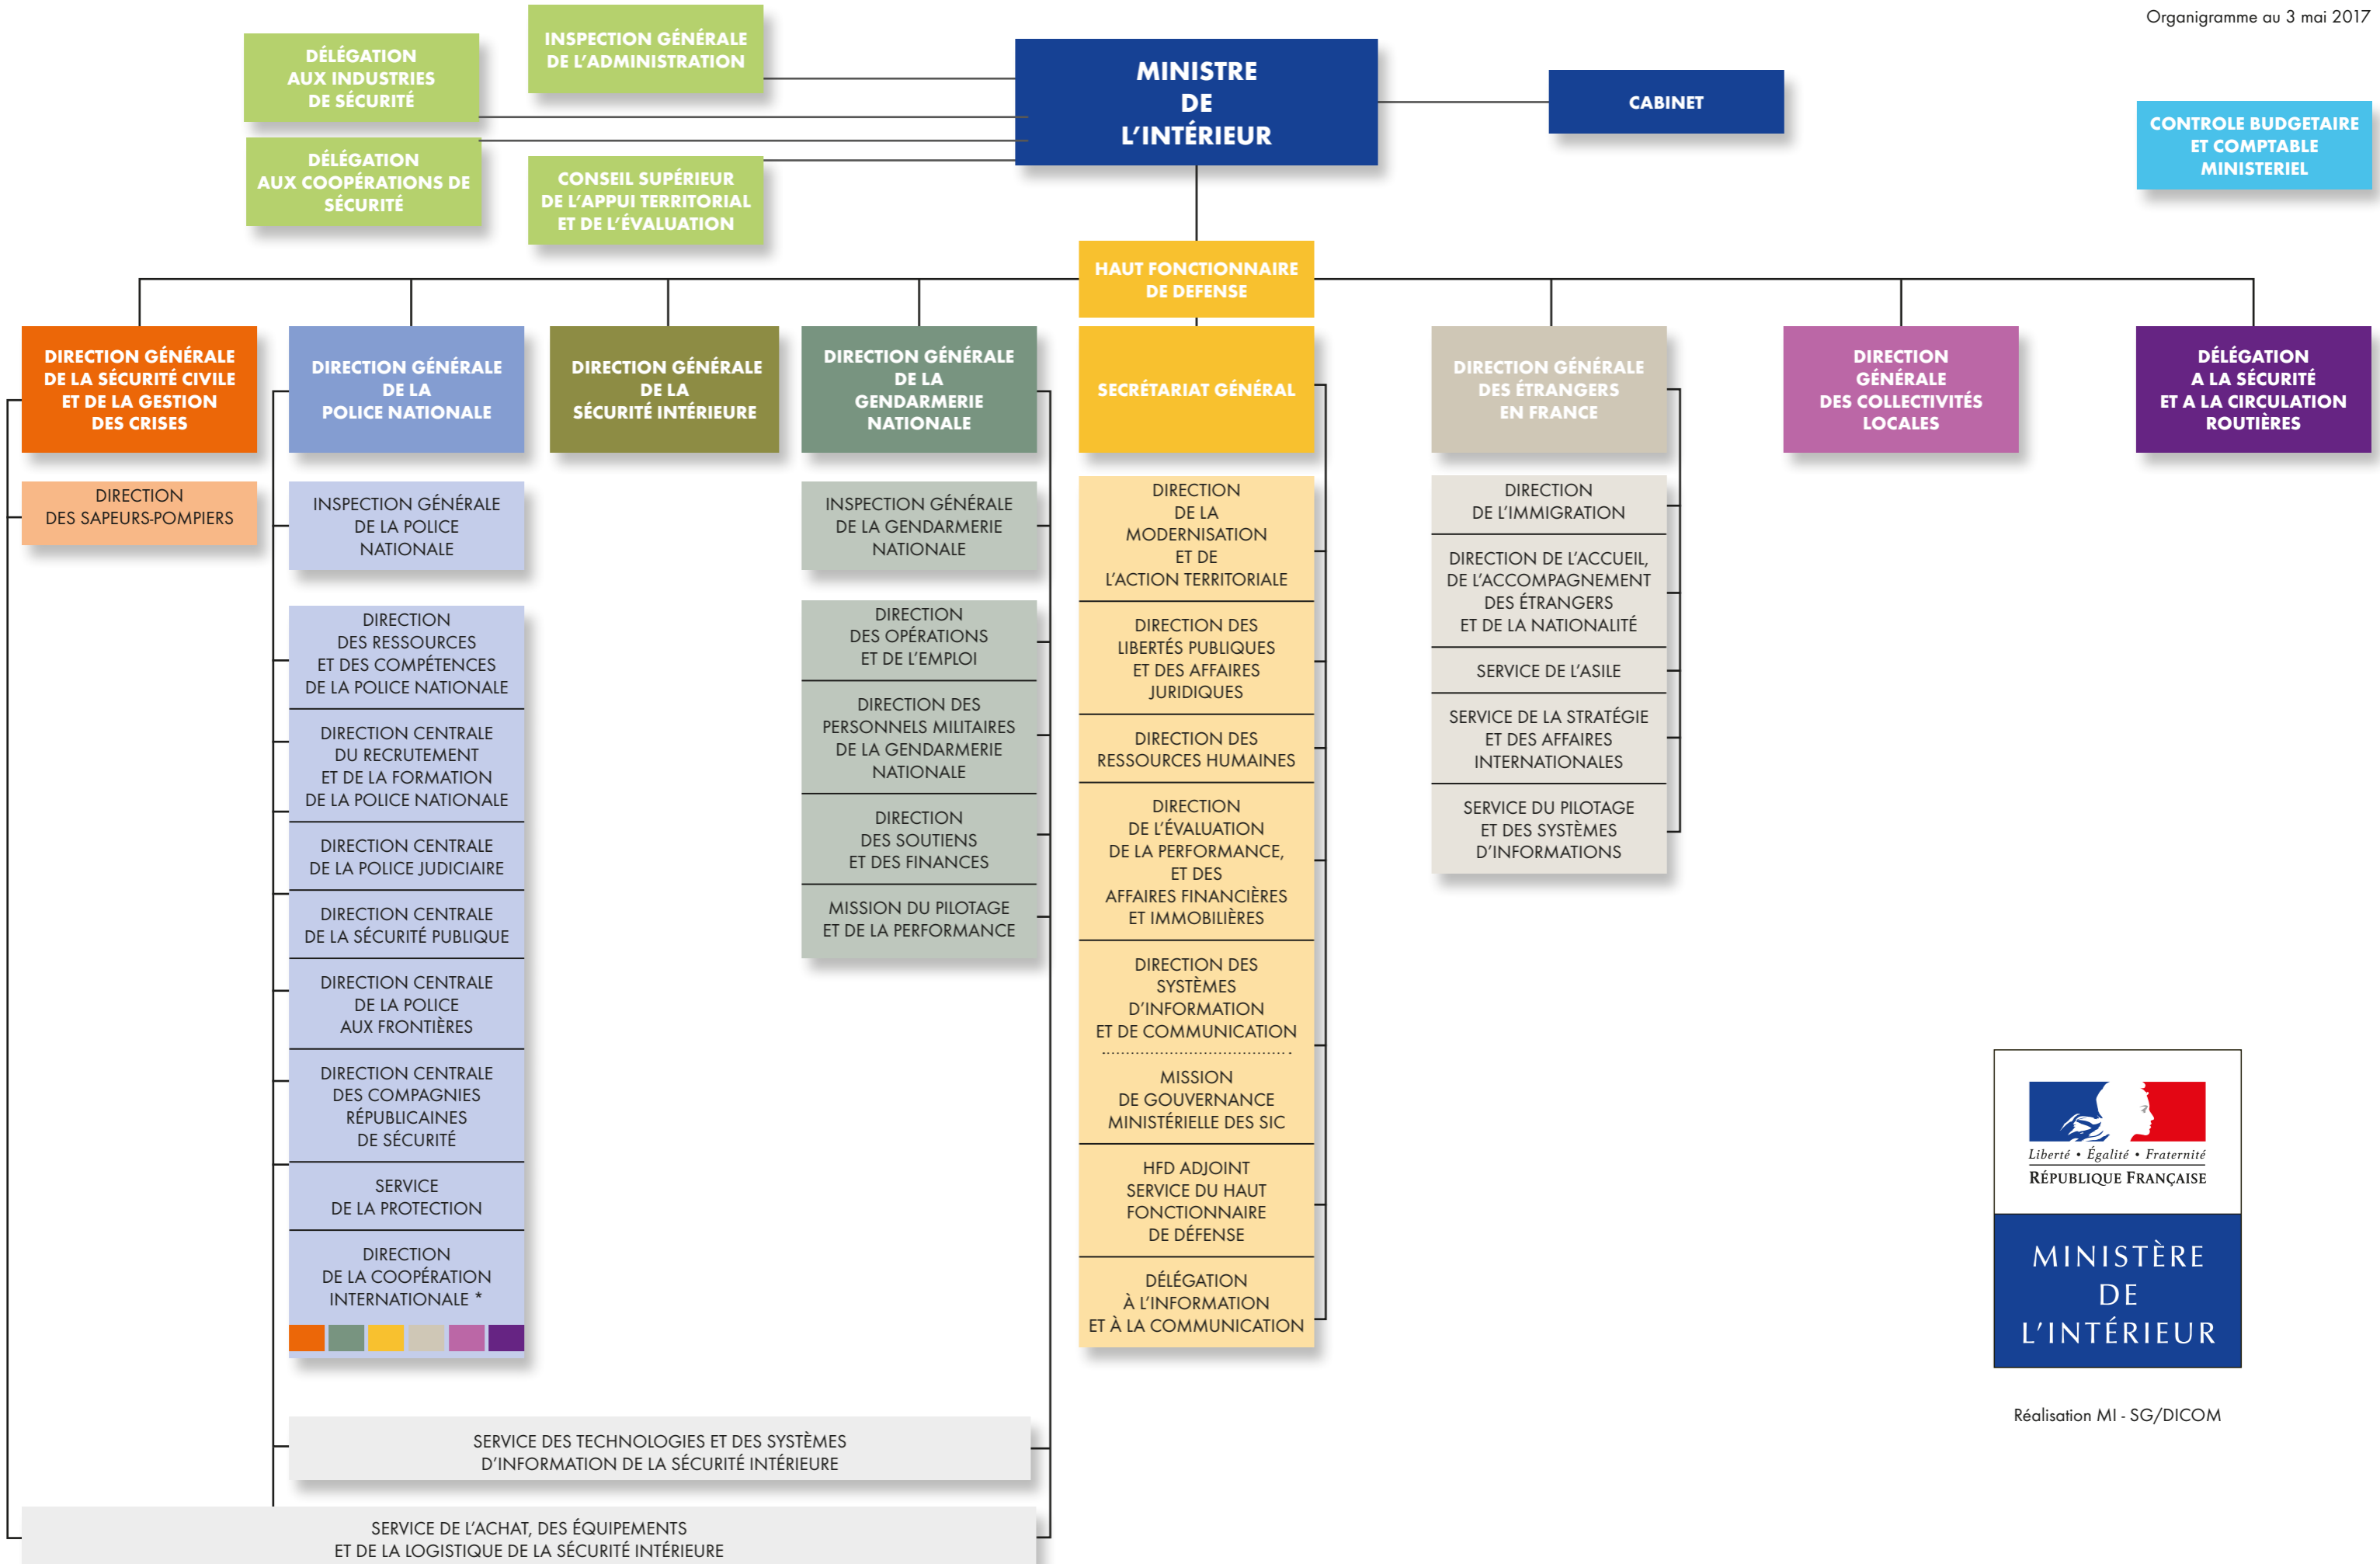 Organigramme au 3 mai 2017
DÉLÉGATION
AUX INDUSTRIES
DE SÉCURITÉ
INSPECTION GÉNÉRALE
DE L'ADMINISTRATION
MINISTRE
DE
L'INTÉRIEUR
CABINET
CONTROLE BUDGETAIRE
ET COMPTABLE
MINISTERIEL
DÉLÉGATION
AUX COOPÉRATIONS DE
SÉCURITÉ
CONSEIL SUPÉRIEUR
DE L'APPUI TERRITORIAL
ET DE L'ÉVALUATION
HAUT FONCTIONNAIRE
DE DEFENSE
DIRECTION GÉNÉRALE
DE LA SÉCURITÉ CIVILE
ET DE LA GESTION
DES CRISES
DIRECTION
DES SAPEURS-POMPIERS
DIRECTION GÉNÉRALE
DE LA
POLICE NATIONALE
INSPECTION GÉNÉRALE
DE LA POLICE
NATIONALE
DIRECTION
DES RESSOURCES
ET DES COMPÉTENCES
DE LA POLICE NATIONALE
DIRECTION CENTRALE
DU RECRUTEMENT
ET DE LA FORMATION
DE LA POLICE NATIONALE
DIRECTION CENTRALE
DE LA POLICE JUDICIAIRE
DIRECTION CENTRALE
DE LA SÉCURITÉ PUBLIQUE
DIRECTION CENTRALE
DE LA POLICE
AUX FRONTIÈRES
DIRECTION CENTRALE
DES COMPAGNIES
RÉPUBLICAINES
DE SÉCURITÉ
SERVICE
DE LA PROTECTION
DIRECTION
DE LA COOPÉRATION
INTERNATIONALE *
DIRECTION GÉNÉRALE
DE LA
SÉCURITÉ INTÉRIEURE
DIRECTION GÉNÉRALE
DE LA
GENDARMERIE
NATIONALE
INSPECTION GÉNÉRALE
DE LA GENDARMERIE
NATIONALE
DIRECTION
DES OPÉRATIONS
ET DE L'EMPLOI
DIRECTION DES
PERSONNELS MILITAIRES
DE LA GENDARMERIE
NATIONALE
DIRECTION
DES SOUTIENS
ET DES FINANCES
MISSION DU PILOTAGE
ET DE LA PERFORMANCE
SECRÉTARIAT GÉNÉRAL
DIRECTION
DE LA
MODERNISATION
ET DE
L'ACTION TERRITORIALE
DIRECTION DES
LIBERTÉS PUBLIQUES
ET DES AFFAIRES
JURIDIQUES
DIRECTION DES
RESSOURCES HUMAINES
DIRECTION
DE L'ÉVALUATION
DE LA PERFORMANCE,
ET DES
AFFAIRES FINANCIÈRES
ET IMMOBILIÈRES
DIRECTION DES
SYSTÈMES
D'INFORMATION
ET DE COMMUNICATION
MISSION
DE GOUVERNANCE
MINISTÉRIELLE DES SIC
HFD ADJOINT
SERVICE DU HAUT
FONCTIONNAIRE
DE DÉFENSE
DÉLÉGATION
À L'INFORMATION
ET À LA COMMUNICATION
DIRECTION GÉNÉRALE
DES ÉTRANGERS
EN FRANCE
DIRECTION
DE L'IMMIGRATION
DIRECTION DE L'ACCUEIL,
DE L'ACCOMPAGNEMENT
DES ÉTRANGERS
ET DE LA NATIONALITÉ
SERVICE DE L'ASILE
SERVICE DE LA STRATÉGIE
ET DES AFFAIRES
INTERNATIONALES
SERVICE DU PILOTAGE
ET DES SYSTÈMES
D'INFORMATIONS
DIRECTION
GÉNÉRALE
DES COLLECTIVITÉS
LOCALES
DÉLÉGATION
A LA SÉCURITÉ
ET A LA CIRCULATION
ROUTIÈRES
SERVICE DES TECHNOLOGIES ET DES SYSTÈMES
D'INFORMATION DE LA SÉCURITÉ INTÉRIEURE
SERVICE DE L'ACHAT, DES ÉQUIPEMENTS
ET DE LA LOGISTIQUE DE LA SÉCURITÉ INTÉRIEURE
Liberté • Égalité • Fraternité
RÉPUBLIQUE FRANÇAISE
MINISTÈRE
DE
L'INTÉRIEUR
Réalisation MI - SG/DICOM